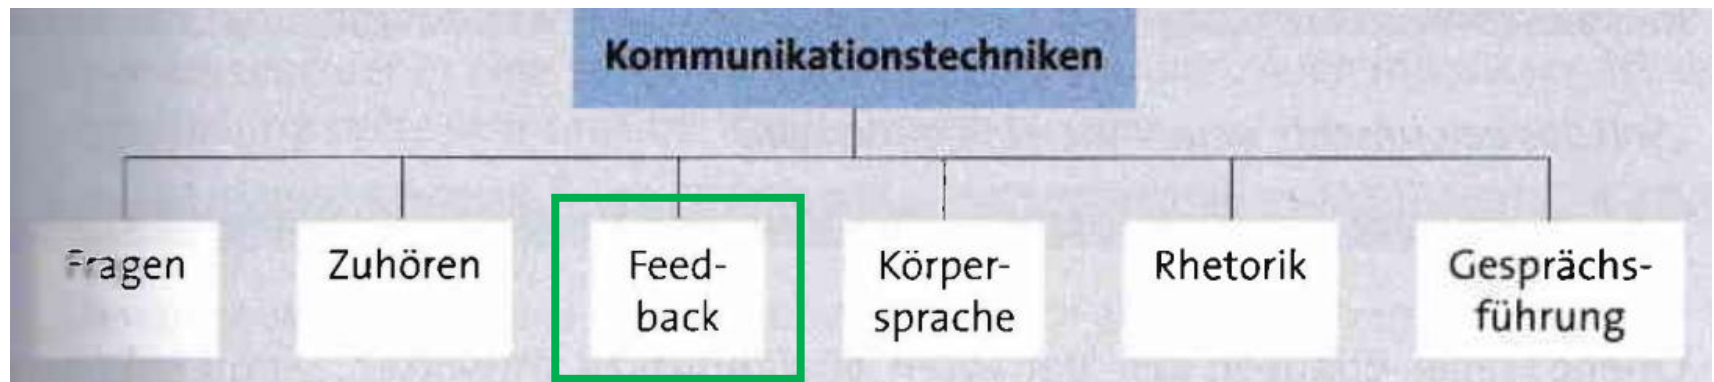 Kommunikationstechniken
Fragen
Zuhören
Feed-
back
Körper-
sprache
Rhetorik
Gesprächs-
führung